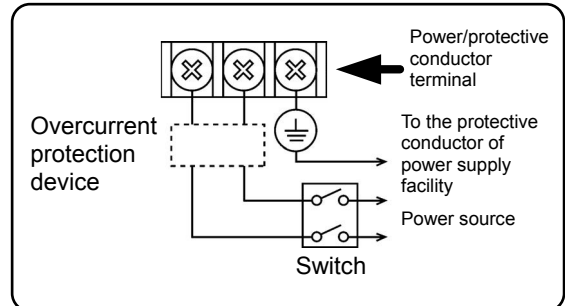 Power/protective
conductor
terminal
Overcurrent
protection
device
To the protective
conductor of
power supply
facility
Power source
Switch